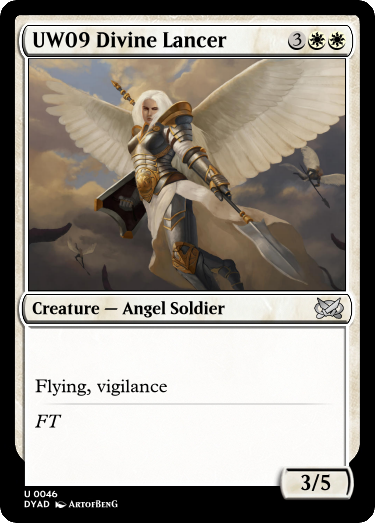 UW09 Divine Lancer 3
Creature — Angel Soldier
Flying, vigilance
FT
3/5
U 0046
DYAD ArtofBenG